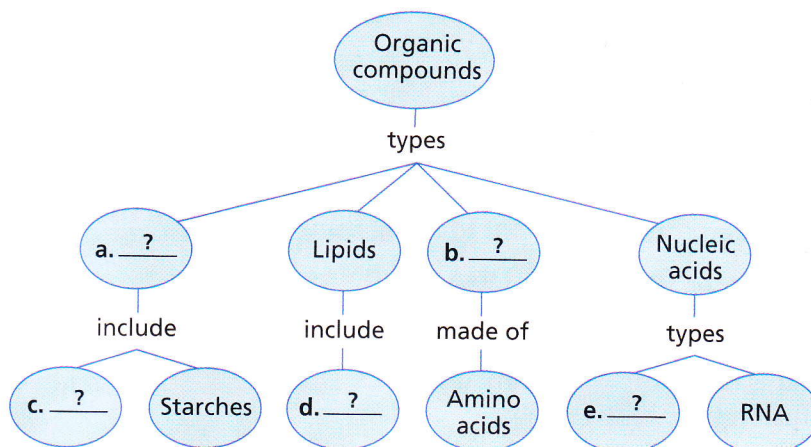 Organic
compounds
types
a. ?
Lipids
b. ?
Nucleic
acids
include
include
made of
types
c. ?
Starches
d. ?
Amino
acids
e. ?
RNA